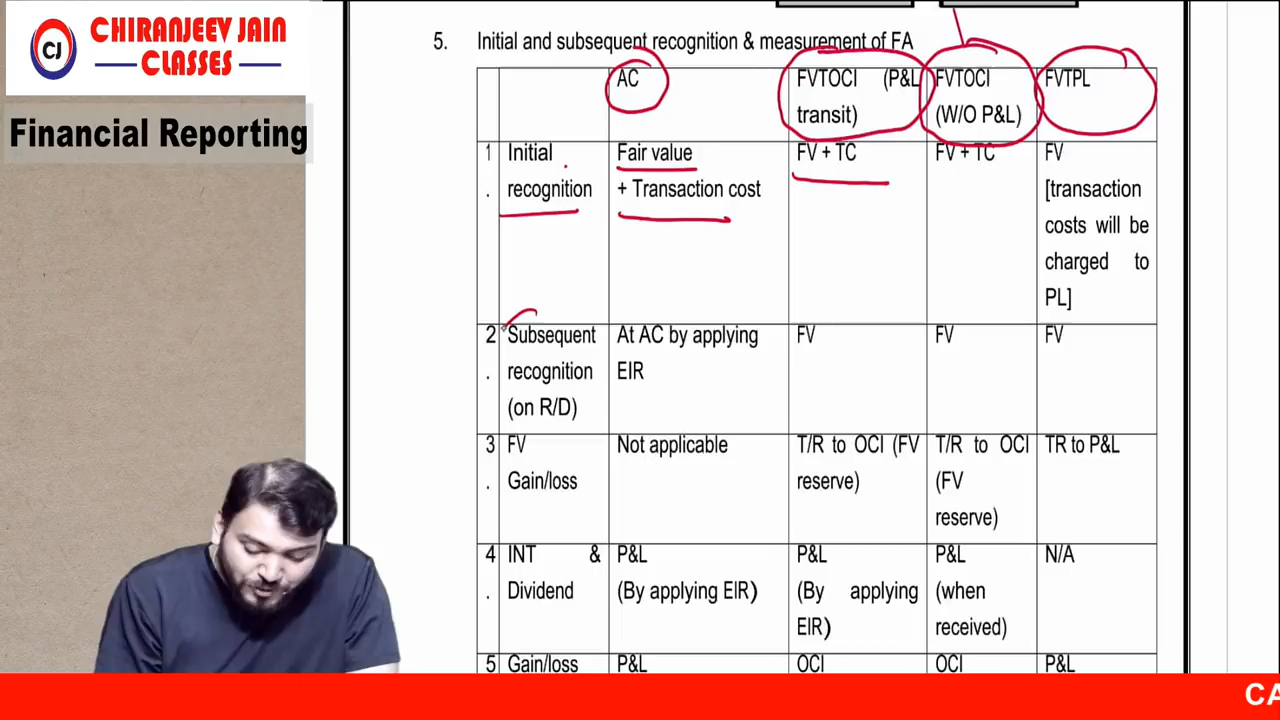 CHIRANJEEV JAIN
CLASSES
CJ
Financial Reporting
5. Initial and subsequent recognition & measurement of FA
AC
FVTOCI (P&L transit)
FVTOCI (W/O P&L)
FVTPL
1. Initial recognition
Fair value + Transaction cost
FV + TC
FV + TC
FV [transaction costs will be charged to PL]
2. Subsequent recognition (on R/D)
At AC by applying EIR
FV
FV
FV
3. FV Gain/loss
Not applicable
T/R to OCI (FV reserve)
T/R to OCI (FV reserve)
TR to P&L
4. INT & Dividend
P&L (By applying EIR)
P&L (By applying EIR)
P&L (when received)
N/A
5 Gain/loss
P&L
OCI
OCI
P&L
CA